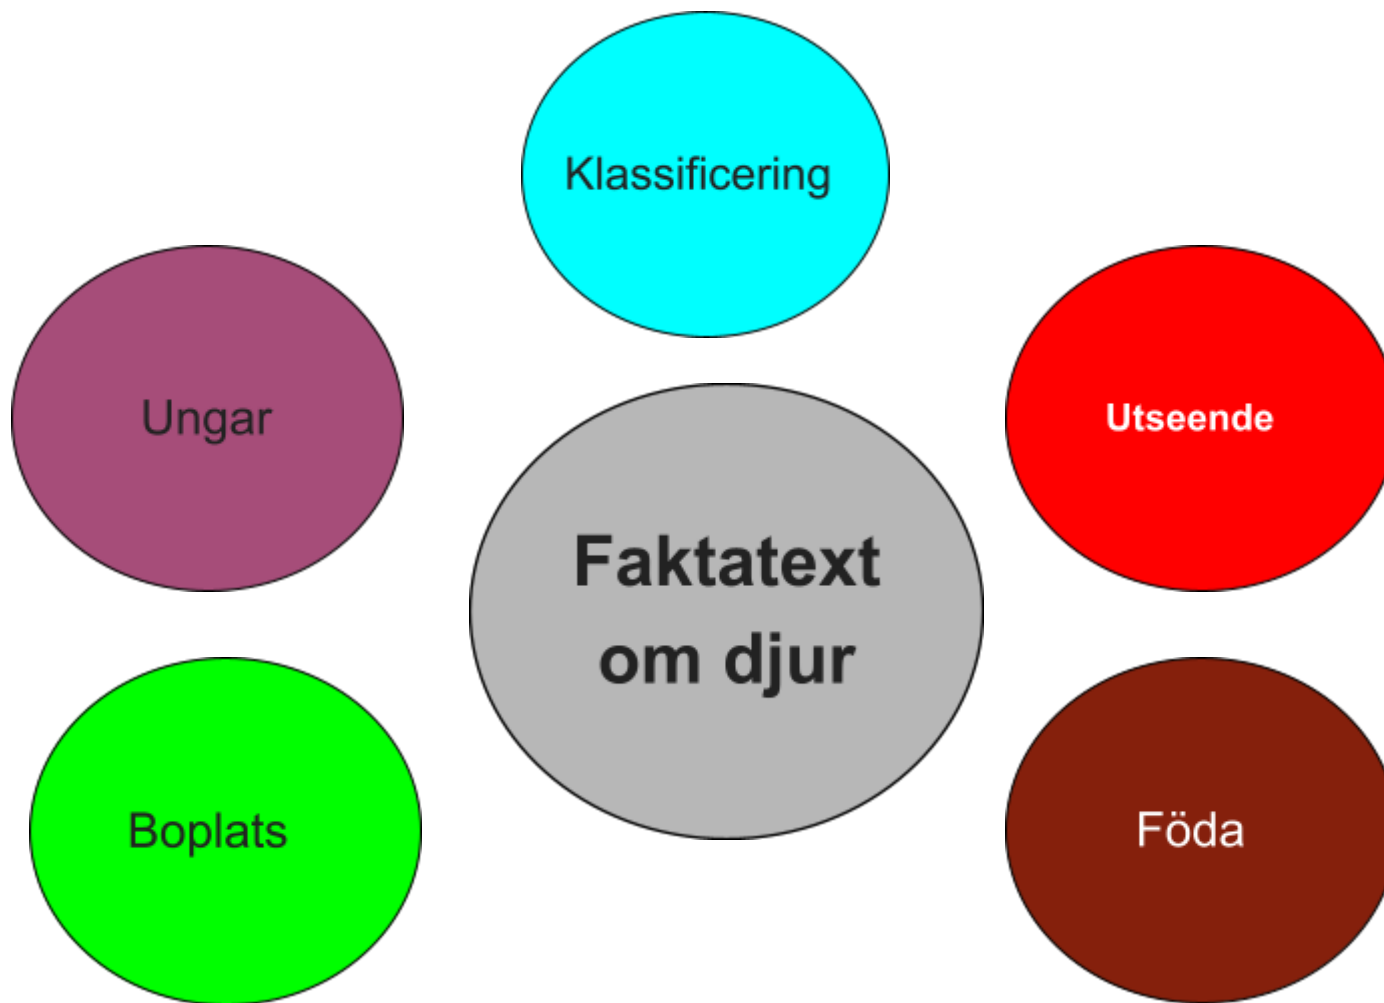 Klassificering
Ungar
Utseende
Faktatext
om djur
Boplats
Föda